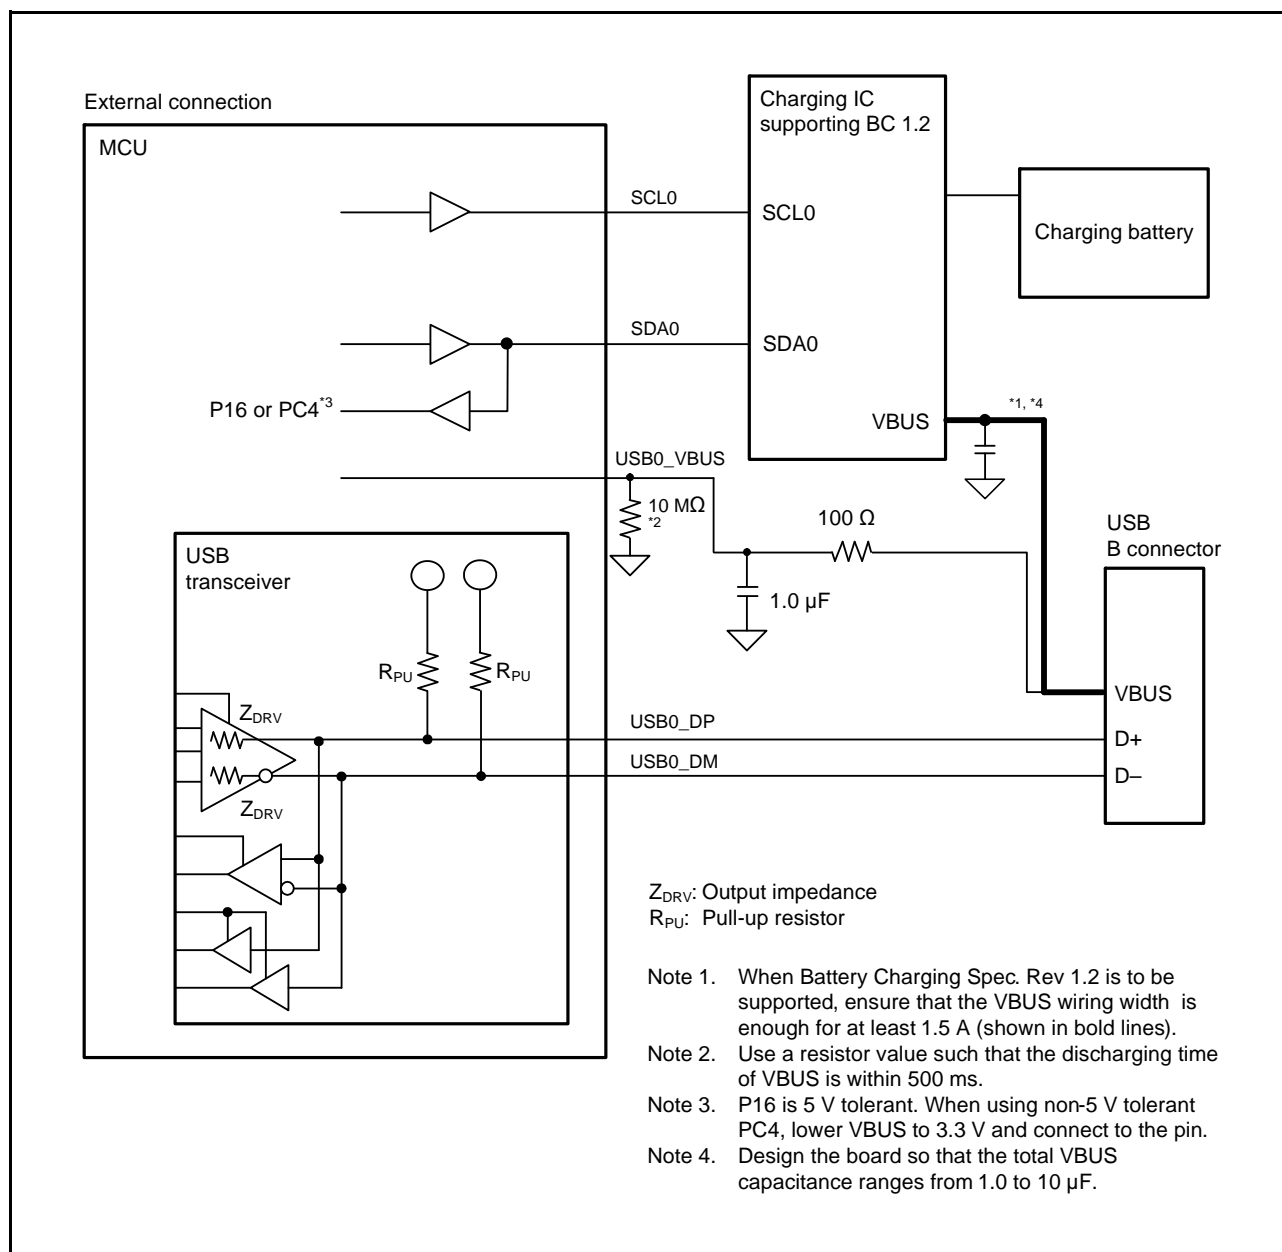 External connection
MCU
Charging IC
supporting BC 1.2
SCL0
SCL0
Charging battery
SDA0
SDA0
P16 or PC4*3
VBUS
*1, *4
USB0_VBUS
10 MΩ
*2
100 Ω
1.0 µF
USB
B connector
USB
transceiver
RPU
RPU
VBUS
ZDRV
USB0_DP
D+
USB0_DM
D–
ZDRV
ZDRV: Output impedance
RPU: Pull-up resistor
Note 1. When Battery Charging Spec. Rev 1.2 is to be
supported, ensure that the VBUS wiring width is
enough for at least 1.5 A (shown in bold lines).
Note 2. Use a resistor value such that the discharging time
of VBUS is within 500 ms.
Note 3. P16 is 5 V tolerant. When using non-5 V tolerant
PC4, lower VBUS to 3.3 V and connect to the pin.
Note 4. Design the board so that the total VBUS
capacitance ranges from 1.0 to 10 µF.